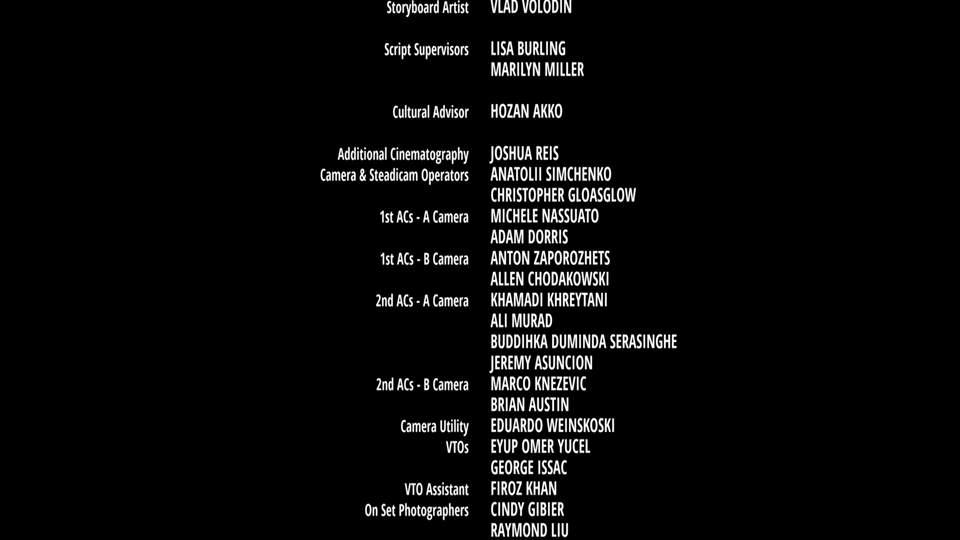 Storyboard Artist VLAD VOLODIN
Script Supervisors LISA BURLING
MARILYN MILLER
Cultural Advisor HOZAN AKKO
Additional Cinematography JOSHUA REIS
Camera & Steadicam Operators ANATOLII SIMCHENKO
CHRISTOPHER GLOASGLOW
1st ACs - A Camera MICHELE NASSUATO
ADAM DORRIS
1st ACs - B Camera ANTON ZAPOROZHETS
ALLEN CHODAKOWSKI
2nd ACs - A Camera KHAMADI KHREYTANI
ALI MURAD
BUDDIHKA DUMINDA SERASINGHE
JEREMY ASUNCION
2nd ACs - B Camera MARCO KNEZEVIC
BRIAN AUSTIN
Camera Utility EDUARDO WEINSKOSKI
VTOs EYUP OMER YUCEL
GEORGE ISSAC
VTO Assistant FIROZ KHAN
On Set Photographers CINDY GIBIER
RAYMOND LIU